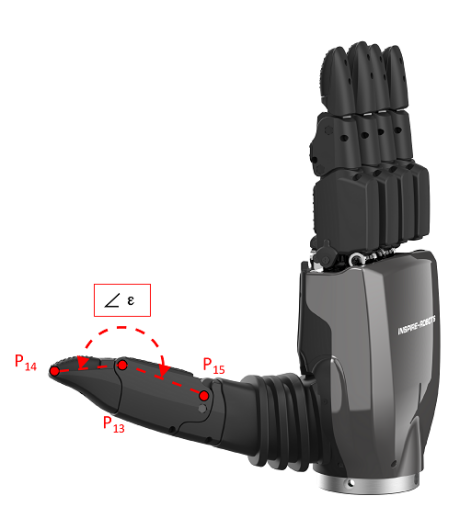 ∠ ε
P14
P15
P13
INSPIRE-ROBOTS